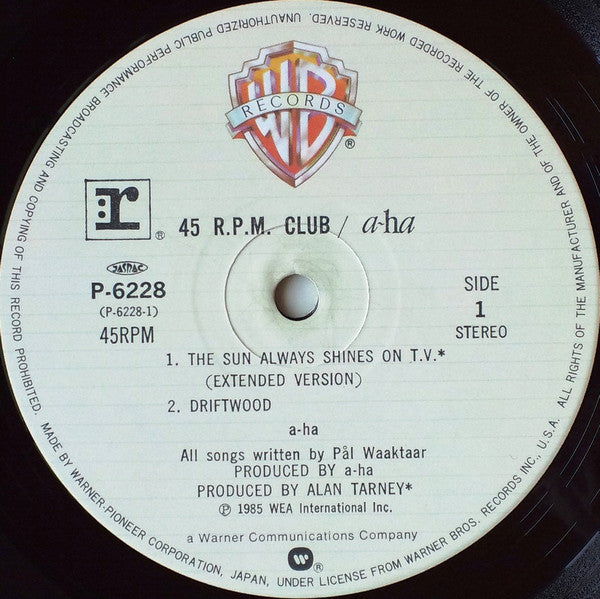 ALL RIGHTS OF THE MANUFACTURER AND OF THE OWNER OF THE RECORDED WORK RESERVED. UNAUTHORIZED PUBLIC PERFORMANCE BROADCASTING AND COPYING OF THIS RECORD PROHIBITED.
WB
RECORDS
®
r
®
45 R.P.M. CLUB / a-ha
JASRAC
P-6228
(P-6228-1)
45RPM
SIDE
1
STEREO
1. THE SUN ALWAYS SHINES ON T.V.*
(EXTENDED VERSION)
2. DRIFTWOOD
a-ha
All songs written by Pål Waaktaar
PRODUCED BY a-ha
PRODUCED BY ALAN TARNEY*
℗ 1985 WEA International Inc.
a Warner Communications Company
W
®
MADE BY WARNER-PIONEER CORPORATION, JAPAN, UNDER LICENSE FROM WARNER BROS. RECORDS INC., U.S.A.